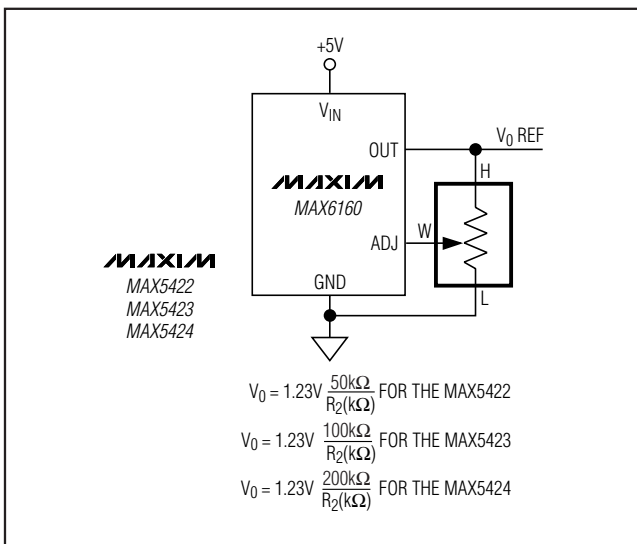 +5V
V_IN
OUT
V_0 REF
H
MAXIM
MAX6160
ADJ
W
MAXIM
MAX5422
MAX5423
MAX5424
GND
L
V_0 = 1.23V 50kΩ/R_2(kΩ) FOR THE MAX5422
V_0 = 1.23V 100kΩ/R_2(kΩ) FOR THE MAX5423
V_0 = 1.23V 200kΩ/R_2(kΩ) FOR THE MAX5424